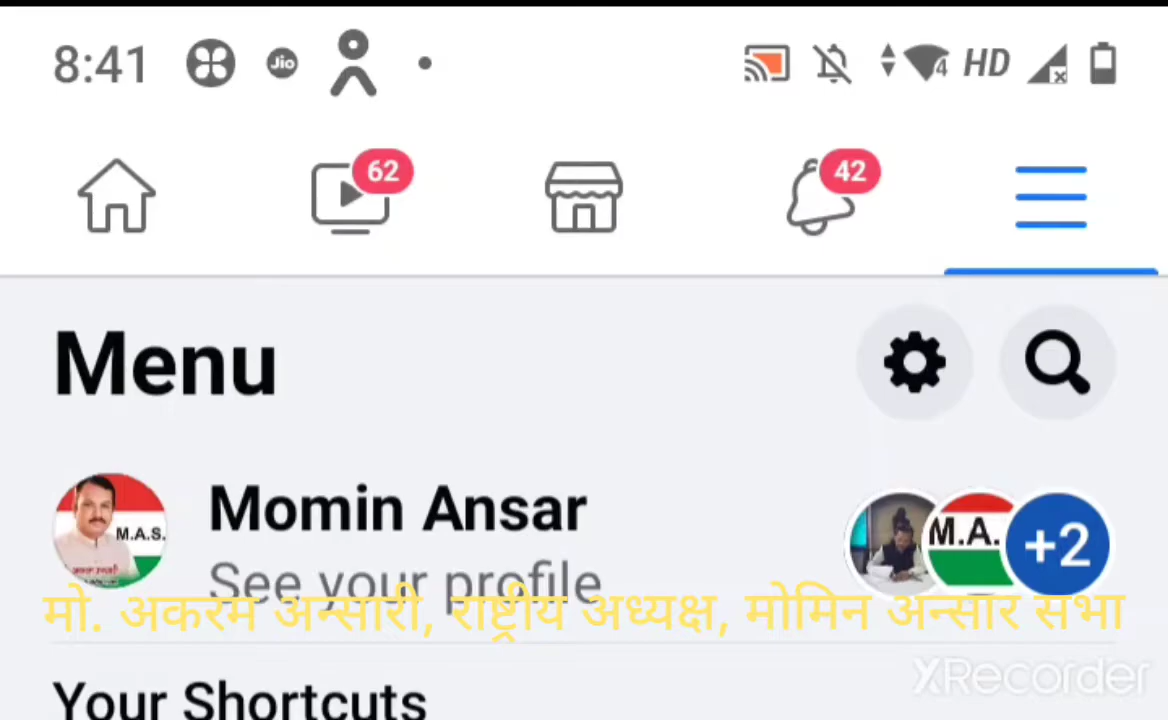 8:41 Jio 4 HD
62 42
Menu
M.A.S.
Momin Ansar
M.A.
+2
See your profile
मो. अकरम अन्सारी, राष्ट्रीय अध्यक्ष, मोमिन अन्सार सभा
XRecorder
Your Shortcuts